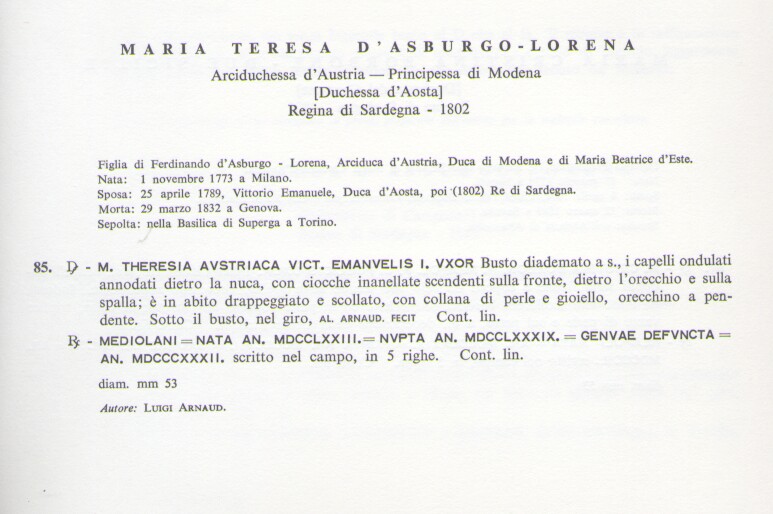 MARIA TERESA D'ASBURGO-LORENA
Arciduchessa d'Austria — Principessa di Modena
[Duchessa d'Aosta]
Regina di Sardegna - 1802
Figlia di Ferdinando d'Asburgo - Lorena, Arciduca d'Austria, Duca di Modena e di Maria Beatrice d'Este.
Nata: 1 novembre 1773 a Milano.
Sposa: 25 aprile 1789, Vittorio Emanuele, Duca d'Aosta, poi (1802) Re di Sardegna.
Morta: 29 marzo 1832 a Genova.
Sepolta: nella Basilica di Superga a Torino.
85. D - M. THERESIA AVSTRIACA VICT. EMANVELIS I. VXOR Busto diademato a s., i capelli ondulati
annodati dietro la nuca, con ciocche inanellate scendenti sulla fronte, dietro l'orecchio e sulla
spalla; è in abito drappeggiato e scollato, con collana di perle e gioiello, orecchino a pen-
dente. Sotto il busto, nel giro, AL. ARNAUD. FECIT Cont. lin.
R - MEDIOLANI = NATA AN. MDCCLXXIII. = NVPTA AN. MDCCLXXXIX. = GENVAE DEFVNCTA =
AN. MDCCCXXXII. scritto nel campo, in 5 righe. Cont. lin.
diam. mm 53
Autore: LUIGI ARNAUD.